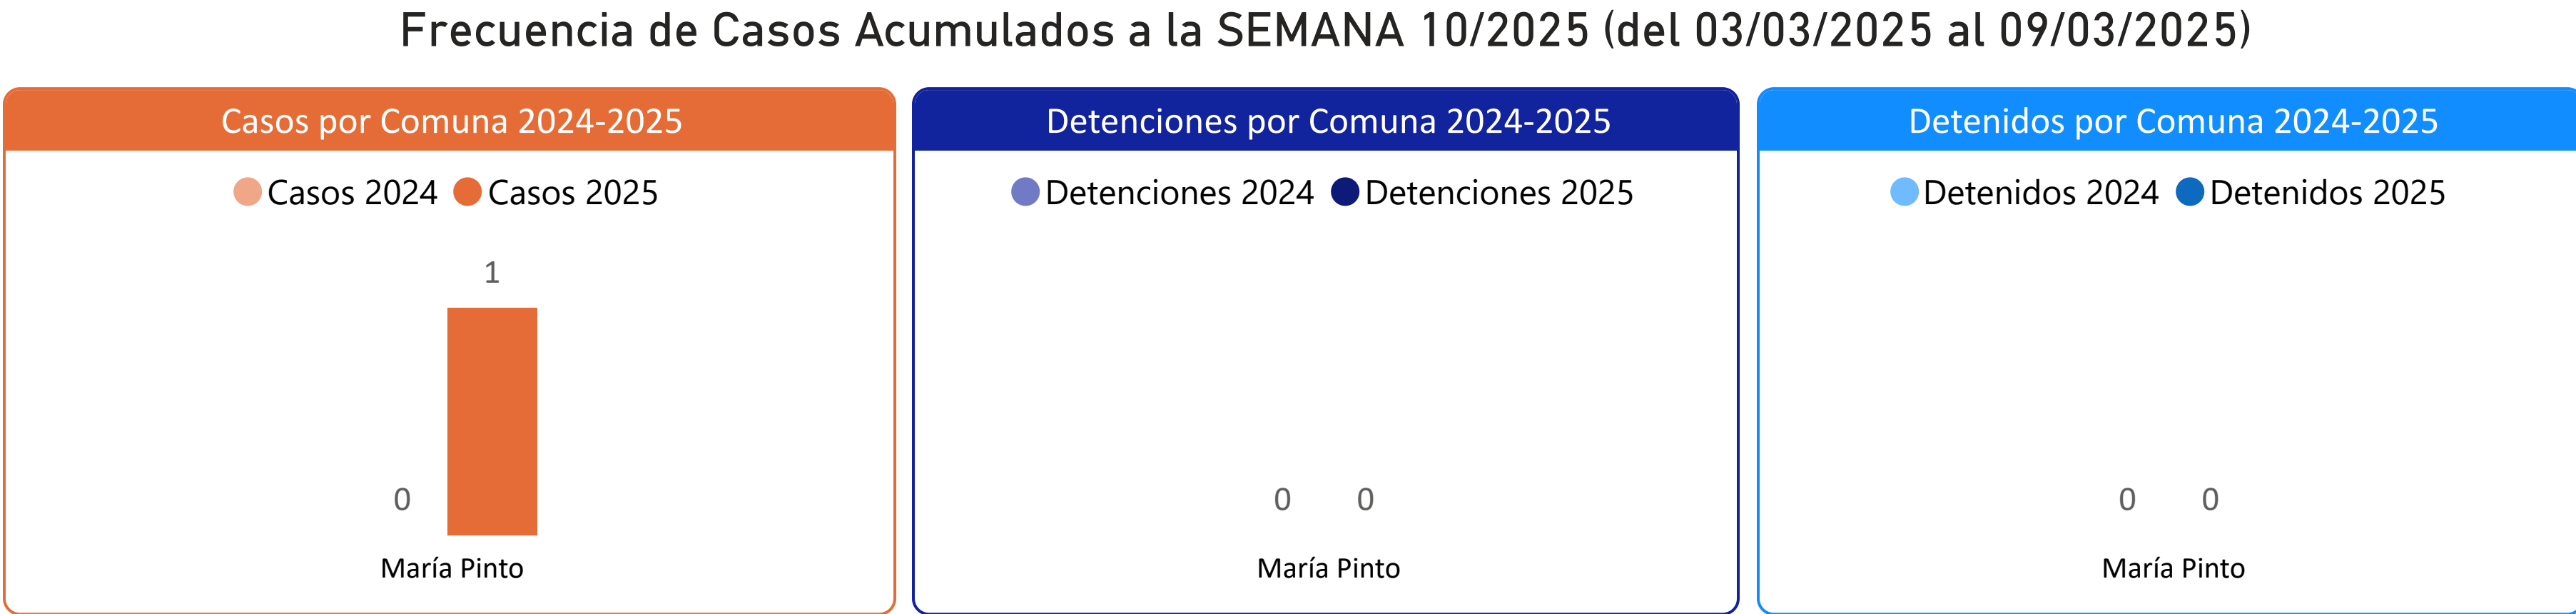 Frecuencia de Casos Acumulados a la SEMANA 10/2025 (del 03/03/2025 al 09/03/2025)
Casos por Comuna 2024-2025
Casos 2024 Casos 2025
1
0
María Pinto
Detenciones por Comuna 2024-2025
Detenciones 2024 Detenciones 2025
0 0
María Pinto
Detenidos por Comuna 2024-2025
Detenidos 2024 Detenidos 2025
0 0
María Pinto